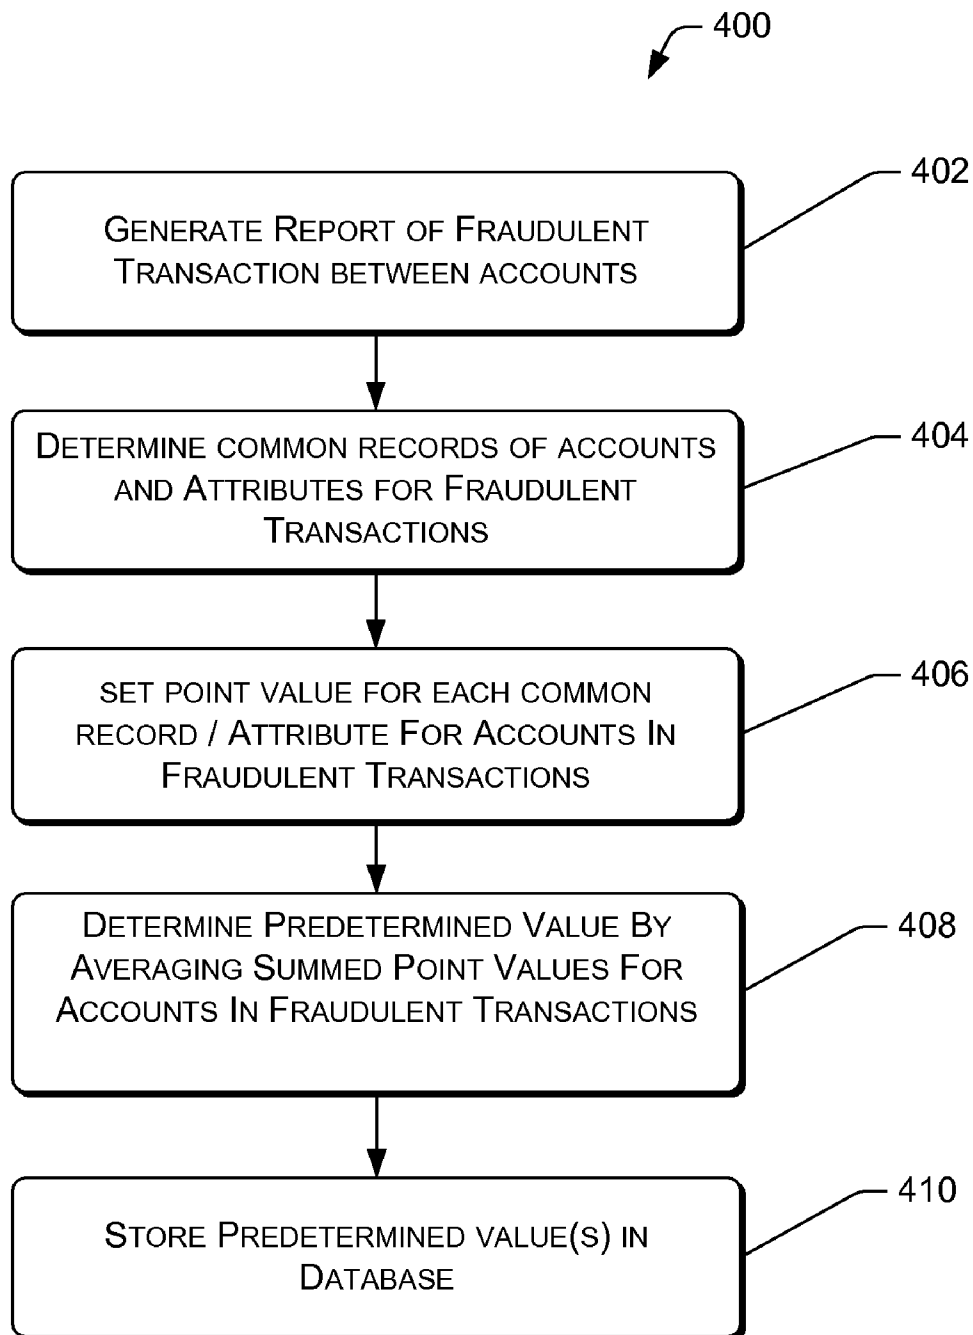 400
402
GENERATE REPORT OF FRAUDULENT
TRANSACTION BETWEEN ACCOUNTS
404
DETERMINE COMMON RECORDS OF ACCOUNTS
AND ATTRIBUTES FOR FRAUDULENT
TRANSACTIONS
406
SET POINT VALUE FOR EACH COMMON
RECORD / ATTRIBUTE FOR ACCOUNTS IN
FRAUDULENT TRANSACTIONS
408
DETERMINE PREDETERMINED VALUE BY
AVERAGING SUMMED POINT VALUES FOR
ACCOUNTS IN FRAUDULENT TRANSACTIONS
410
STORE PREDETERMINED VALUE(S) IN
DATABASE